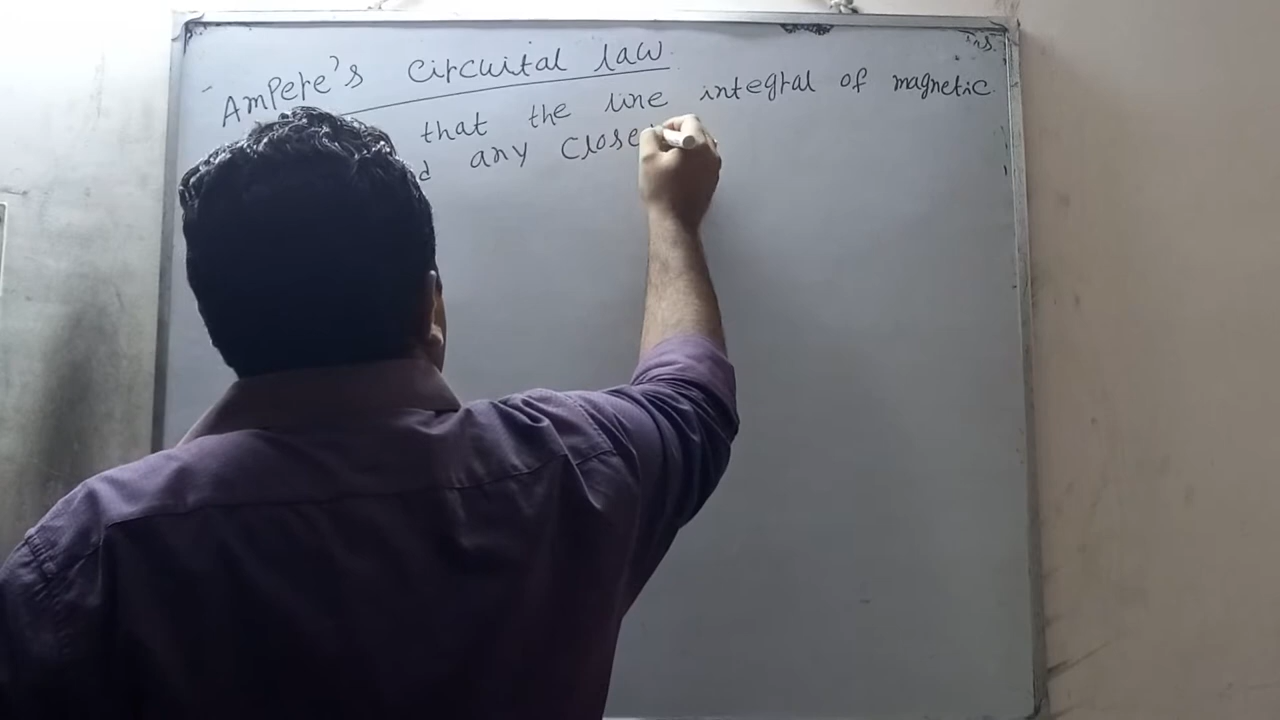 Ampere's circuital law
that the line integral of magnetic
any close